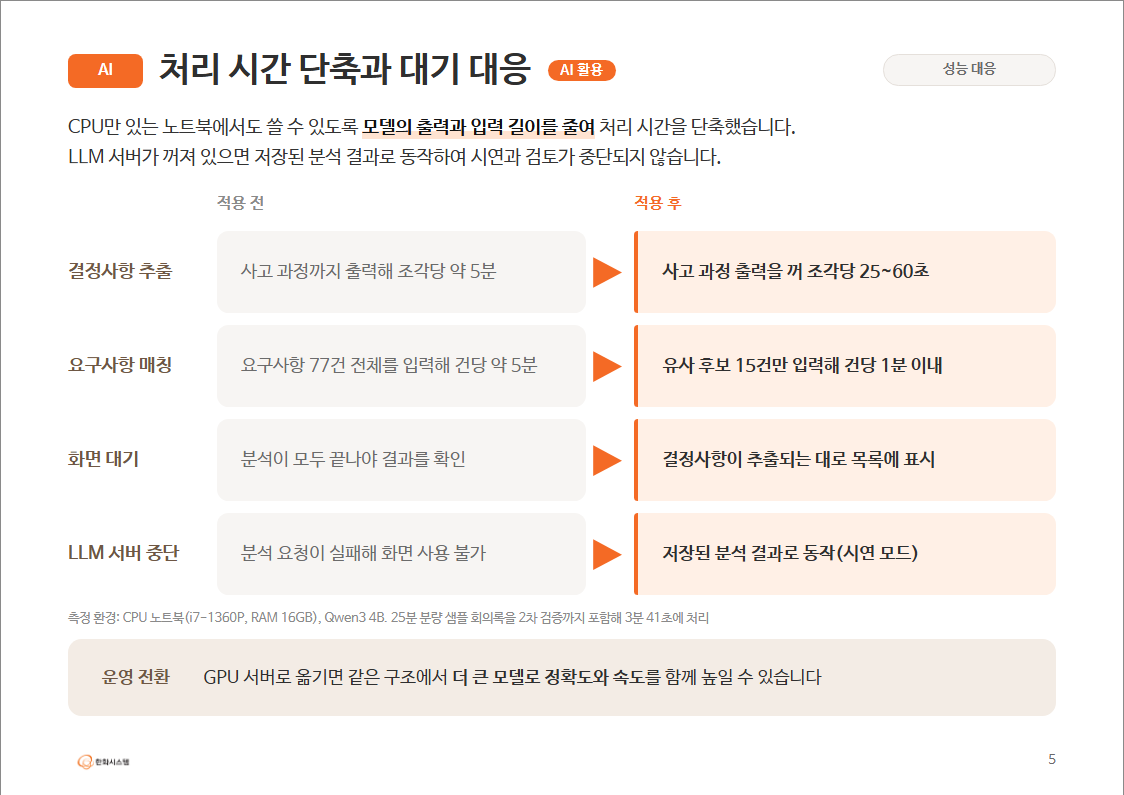 AI 처리 시간 단축과 대기 대응 AI 활용 성능 대응
CPU만 있는 노트북에서도 쓸 수 있도록 모델의 출력과 입력 길이를 줄여 처리 시간을 단축했습니다.
LLM 서버가 꺼져 있으면 저장된 분석 결과로 동작하여 시연과 검토가 중단되지 않습니다.
적용 전 적용 후
결정사항 추출 사고 과정까지 출력해 조각당 약 5분 사고 과정 출력을 꺼 조각당 25~60초
요구사항 매칭 요구사항 77건 전체를 입력해 건당 약 5분 유사 후보 15건만 입력해 건당 1분 이내
화면 대기 분석이 모두 끝나야 결과를 확인 결정사항이 추출되는 대로 목록에 표시
LLM 서버 중단 분석 요청이 실패해 화면 사용 불가 저장된 분석 결과로 동작(시연 모드)
측정 환경: CPU 노트북(i7-1360P, RAM 16GB), Qwen3 4B. 25분 분량 샘플 회의록을 2차 검증까지 포함해 3분 41초에 처리
운영 전환 GPU 서버로 옮기면 같은 구조에서 더 큰 모델로 정확도와 속도를 함께 높일 수 있습니다
한화시스템 5